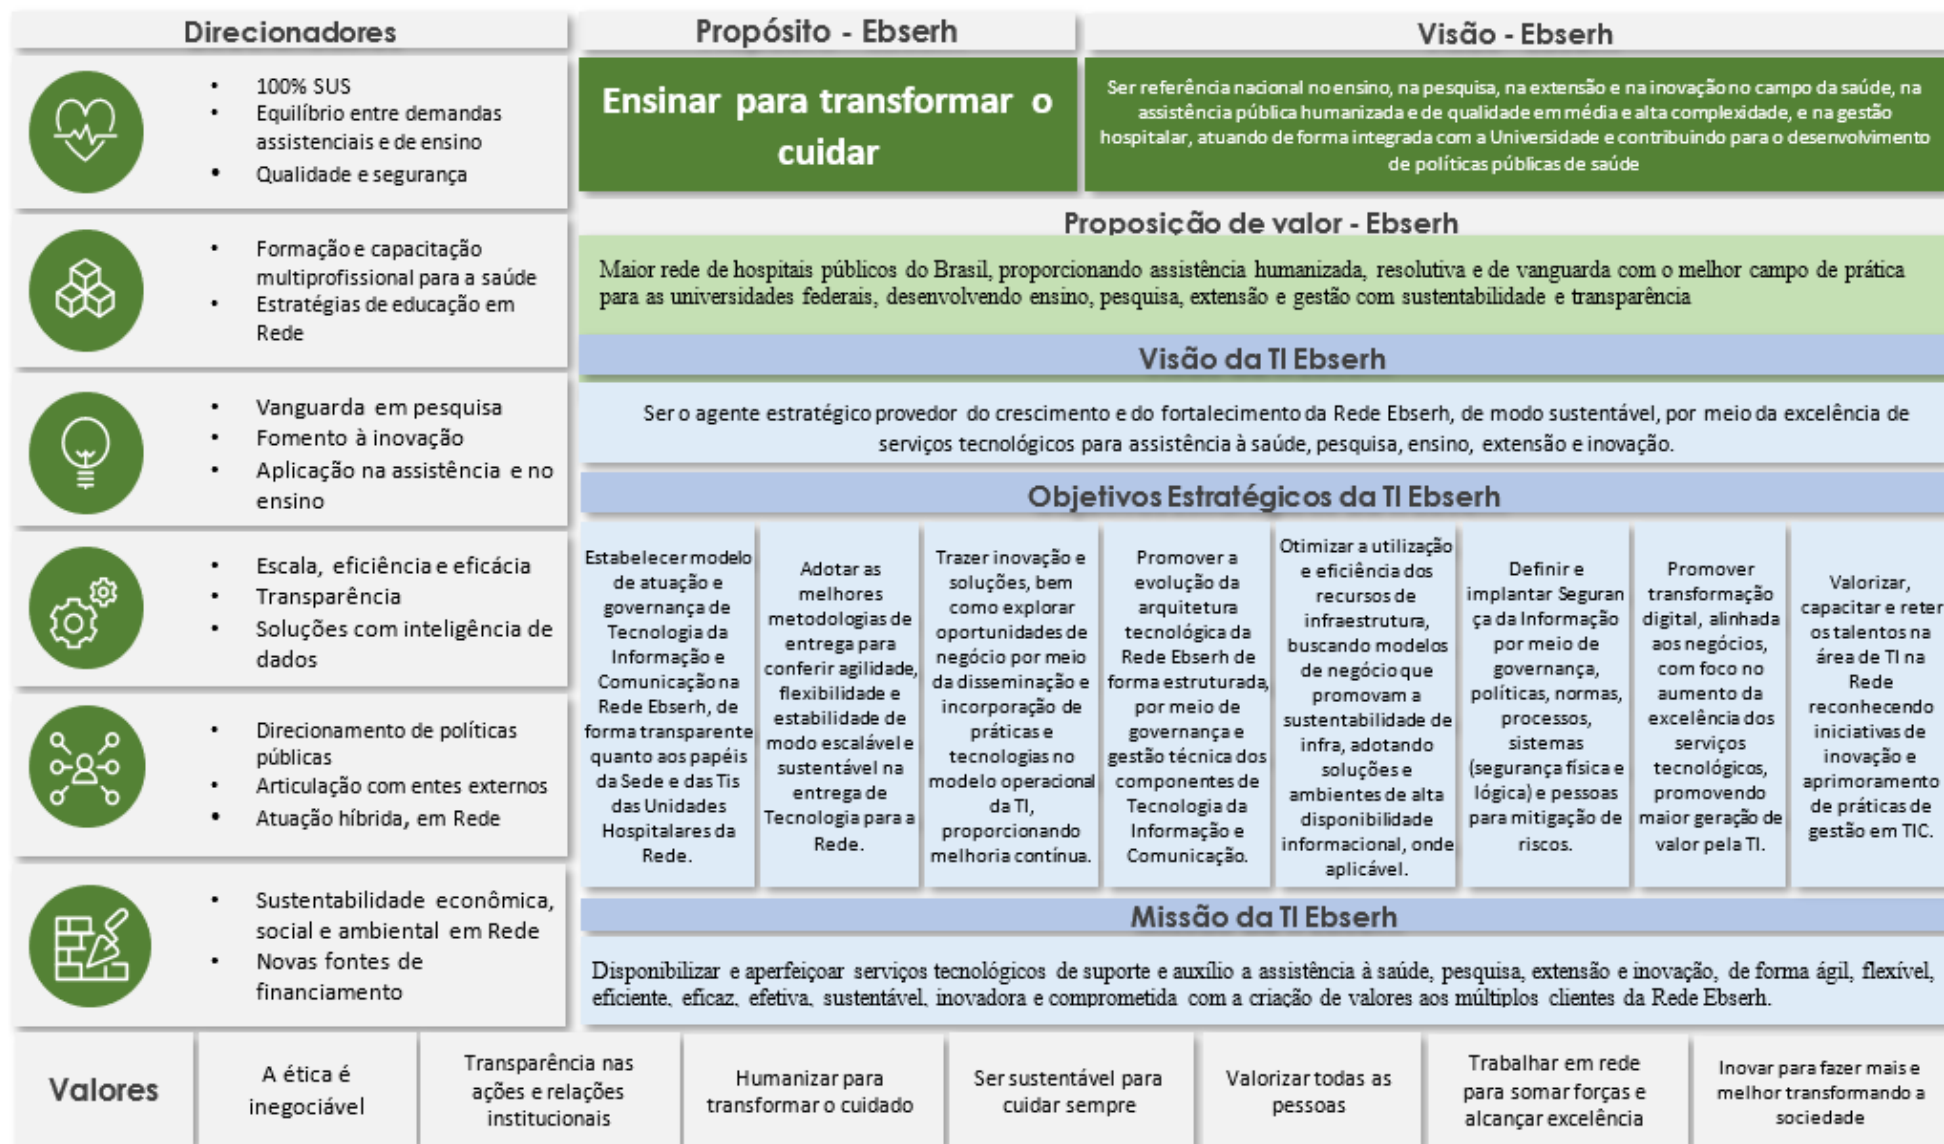 Direcionadores
• 100% SUS
• Equilíbrio entre demandas
assistenciais e de ensino
• Qualidade e segurança
• Formação e capacitação
multiprofissional para a saúde
• Estratégias de educação em
Rede
• Vanguarda em pesquisa
• Fomento à inovação
• Aplicação na assistência e no
ensino
• Escala, eficiência e eficácia
• Transparência
• Soluções com inteligência de
dados
• Direcionamento de políticas
públicas
• Articulação com entes externos
• Atuação híbrida, em Rede
• Sustentabilidade econômica,
social e ambiental em Rede
• Novas fontes de
financiamento
Propósito - Ebserh
Ensinar para transformar o
cuidar
Visão - Ebserh
Ser referência nacional no ensino, na pesquisa, na extensão e na inovação no campo da saúde, na
assistência pública humanizada e de qualidade em média e alta complexidade, e na gestão
hospitalar, atuando de forma integrada com a Universidade e contribuindo para o desenvolvimento
de políticas públicas de saúde
Proposição de valor - Ebserh
Maior rede de hospitais públicos do Brasil, proporcionando assistência humanizada, resolutiva e de vanguarda com o melhor campo de prática
para as universidades federais, desenvolvendo ensino, pesquisa, extensão e gestão com sustentabilidade e transparência
Visão da TI Ebserh
Ser o agente estratégico provedor do crescimento e do fortalecimento da Rede Ebserh, de modo sustentável, por meio da excelência de
serviços tecnológicos para assistência à saúde, pesquisa, ensino, extensão e inovação.
Objetivos Estratégicos da TI Ebserh
Estabelecer modelo
de atuação e
governança de
Tecnologia da
Informação e
Comunicação na
Rede Ebserh, de
forma transparente
quanto aos papéis
da Sede e das Tis
das Unidades
Hospitalares da
Rede.
Adotar as
melhores
metodologias de
entrega para
conferir agilidade,
flexibilidade e
estabilidade de
modo escalável e
sustentável na
entrega de
Tecnologia para a
Rede.
Trazer inovação e
soluções, bem
como explorar
oportunidades de
negócio por meio
da disseminação e
incorporação de
práticas e
tecnologias no
modelo operacional
da TI,
proporcionando
melhoria contínua.
Promover a
evolução da
arquitetura
tecnológica da
Rede Ebserh de
forma estruturada,
por meio de
governança e
gestão técnica dos
componentes de
Tecnologia da
Informação e
Comunicação.
Otimizar a utilização
e eficiência dos
recursos de
infraestrutura,
buscando modelos
de negócio que
promovam a
sustentabilidade de
infra, adotando
soluções e
ambientes de alta
disponibilidade
informacional, onde
aplicável.
Definir e
implantar Seguran
ça da Informação
por meio de
governança,
políticas, normas,
processos,
sistemas
(segurança física e
lógica) e pessoas
para mitigação de
riscos.
Promover
transformação
digital, alinhada
aos negócios,
com foco no
aumento da
excelência dos
serviços
tecnológicos,
promovendo
maior geração de
valor pela TI.
Valorizar,
capacitar e reter
os talentos na
área de TI na
Rede
reconhecendo
iniciativas de
inovação e
aprimoramento
de práticas de
gestão em TIC.
Missão da TI Ebserh
Disponibilizar e aperfeiçoar serviços tecnológicos de suporte e auxílio a assistência à saúde, pesquisa, extensão e inovação, de forma ágil, flexível,
eficiente, eficaz, efetiva, sustentável, inovadora e comprometida com a criação de valores aos múltiplos clientes da Rede Ebserh.
Valores
A ética é
inegociável
Transparência nas
ações e relações
institucionais
Humanizar para
transformar o cuidado
Ser sustentável para
cuidar sempre
Valorizar todas as
pessoas
Trabalhar em rede
para somar forças e
alcançar excelência
Inovar para fazer mais e
melhor transformando a
sociedade